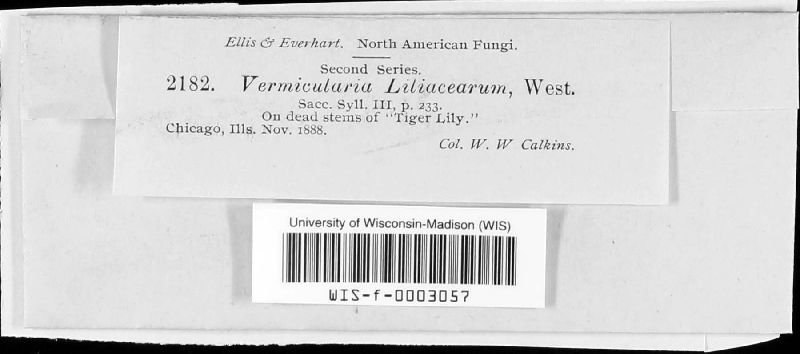 Ellis & Everhart. North American Fungi.
Second Series.
2182. Vermicularia Liliacearum, West.
Sacc. Syll. III, p. 233.
On dead stems of "Tiger Lily."
Chicago, Ills. Nov. 1888.
Col. W. W Calkins.
University of Wisconsin-Madison (WIS)
WIS-f-0003057